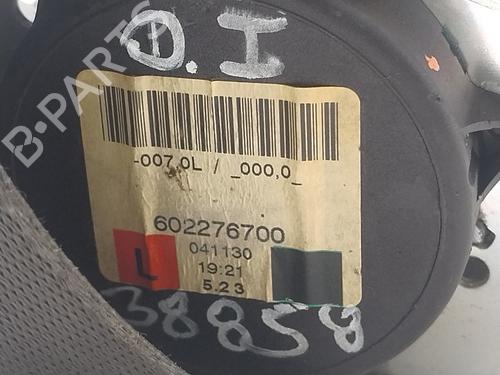 D.I
B-PARTS
-007,0L / _000,0_
602276700
041130
L
19:21
5.23
38858